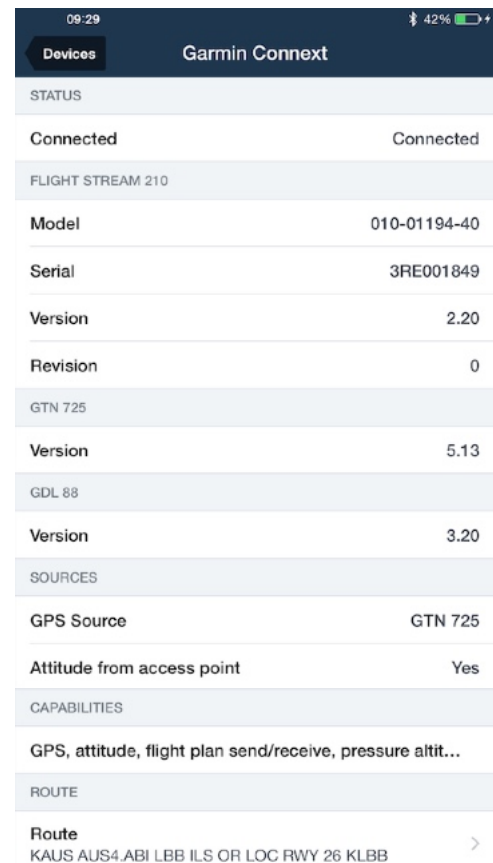 09:29 42%
Devices Garmin Connext
STATUS
Connected Connected
FLIGHT STREAM 210
Model 010-01194-40
Serial 3RE001849
Version 2.20
Revision 0
GTN 725
Version 5.13
GDL 88
Version 3.20
SOURCES
GPS Source GTN 725
Attitude from access point Yes
CAPABILITIES
GPS, attitude, flight plan send/receive, pressure altit...
ROUTE
Route
KAUS AUS4.ABI LBB ILS OR LOC RWY 26 KLBB